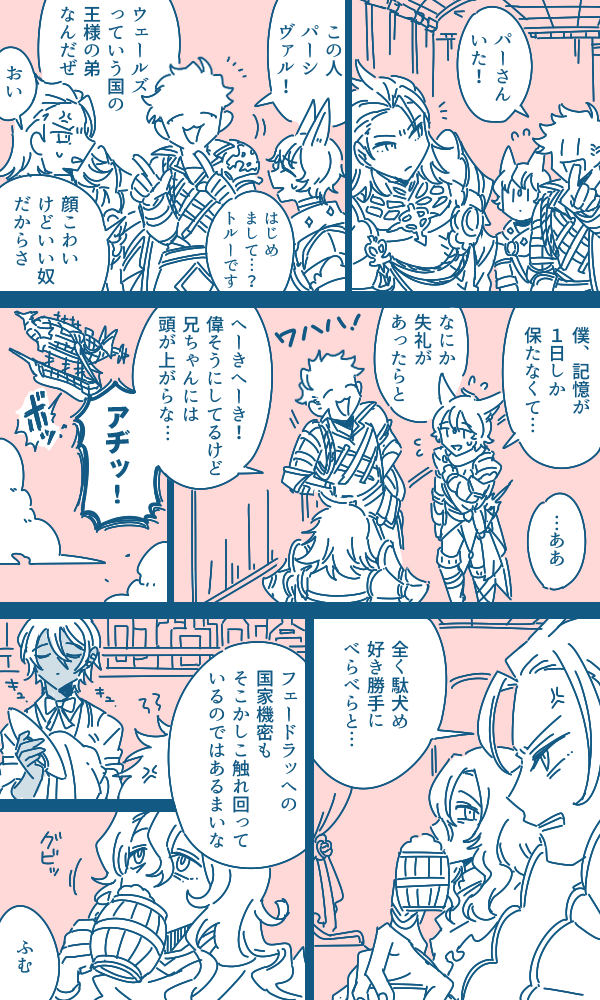 パーさん
いた！
この人
パーシ
ヴァル！
ウェールズ
っていう国の
王様の弟
なんだぜ
おい
はじめ
まして…？
トルーです
顔こわい
けどいい奴
だからさ
僕、記憶が
１日しか
保たなくて…
なにか
失礼が
あったらと
…ああ
ワハハ！
へーきへーき！
偉そうにしてるけど
兄ちゃんには
頭が上がらな…
アヂッ！
ボッ
全く駄犬め
好き勝手に
べらべらと…
フェードラッヘの
国家機密も
そこかしこ触れ回って
いるのではあるまいな
キュ
キュ
グビッ
ふむ